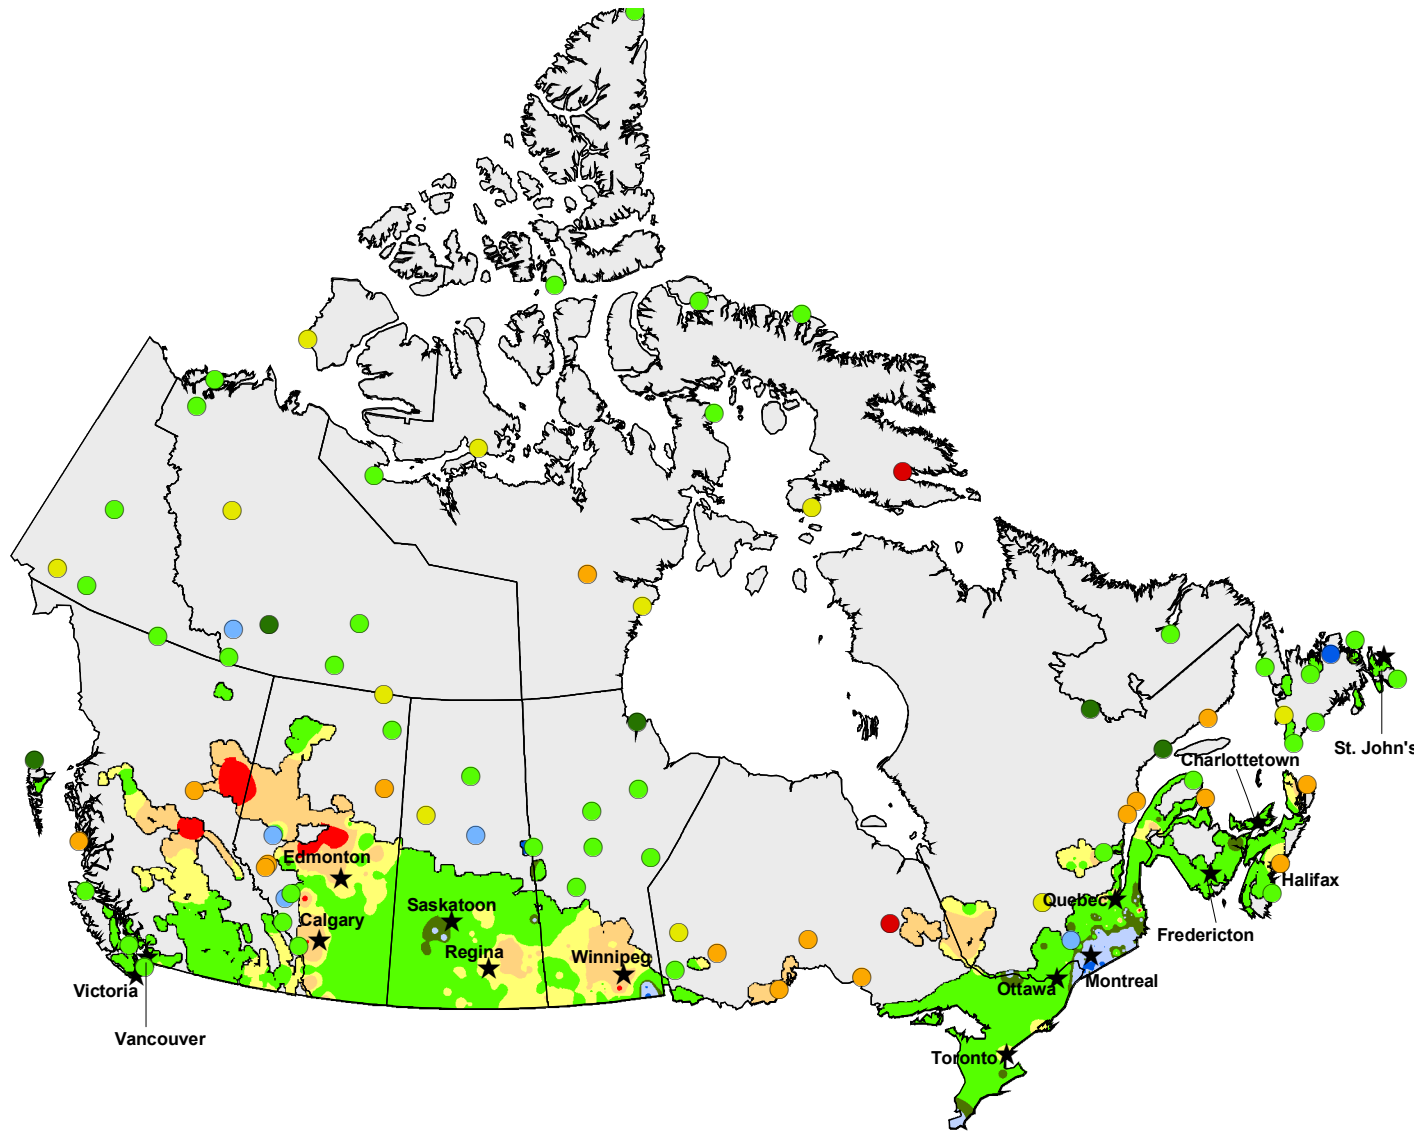 St. John's
Charlottetown
Edmonton
Halifax
Quebec
Saskatoon
Calgary
Fredericton
Regina
Winnipeg
Montreal
Ottawa
Victoria
Vancouver
Toronto